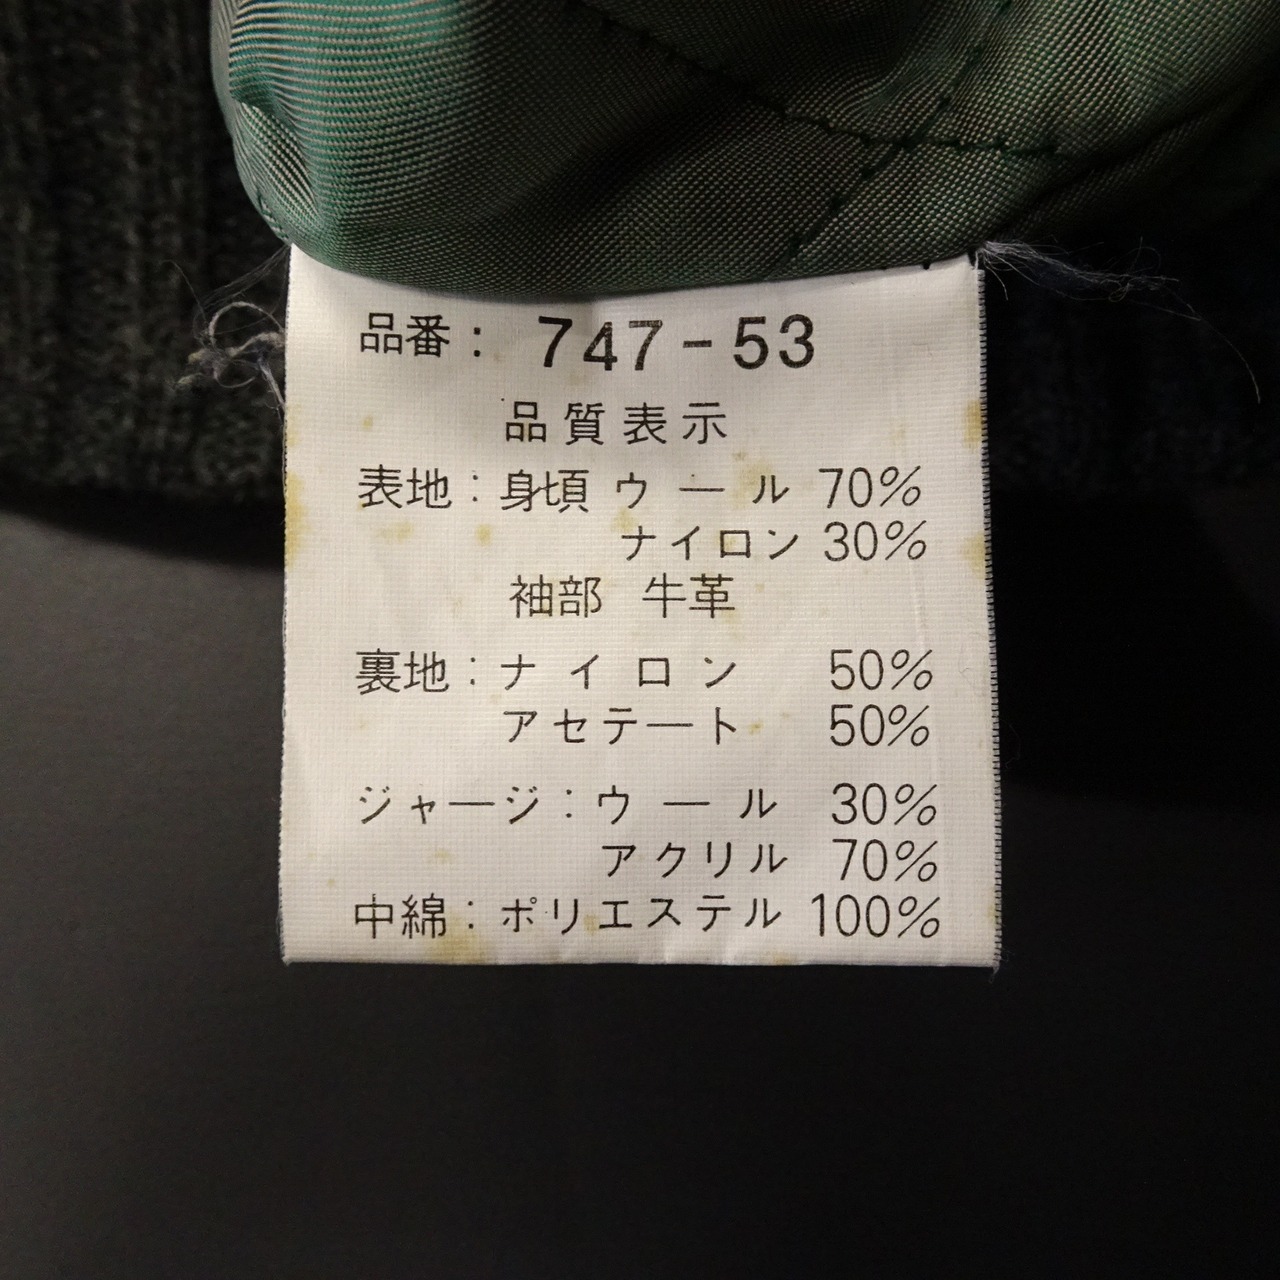 品番： 747-53
品質表示
表地：身頃 ウール 70%
ナイロン 30%
袖部 牛革
裏地：ナイロン 50%
アセテート 50%
ジャージ：ウール 30%
アクリル 70%
中綿：ポリエステル 100%